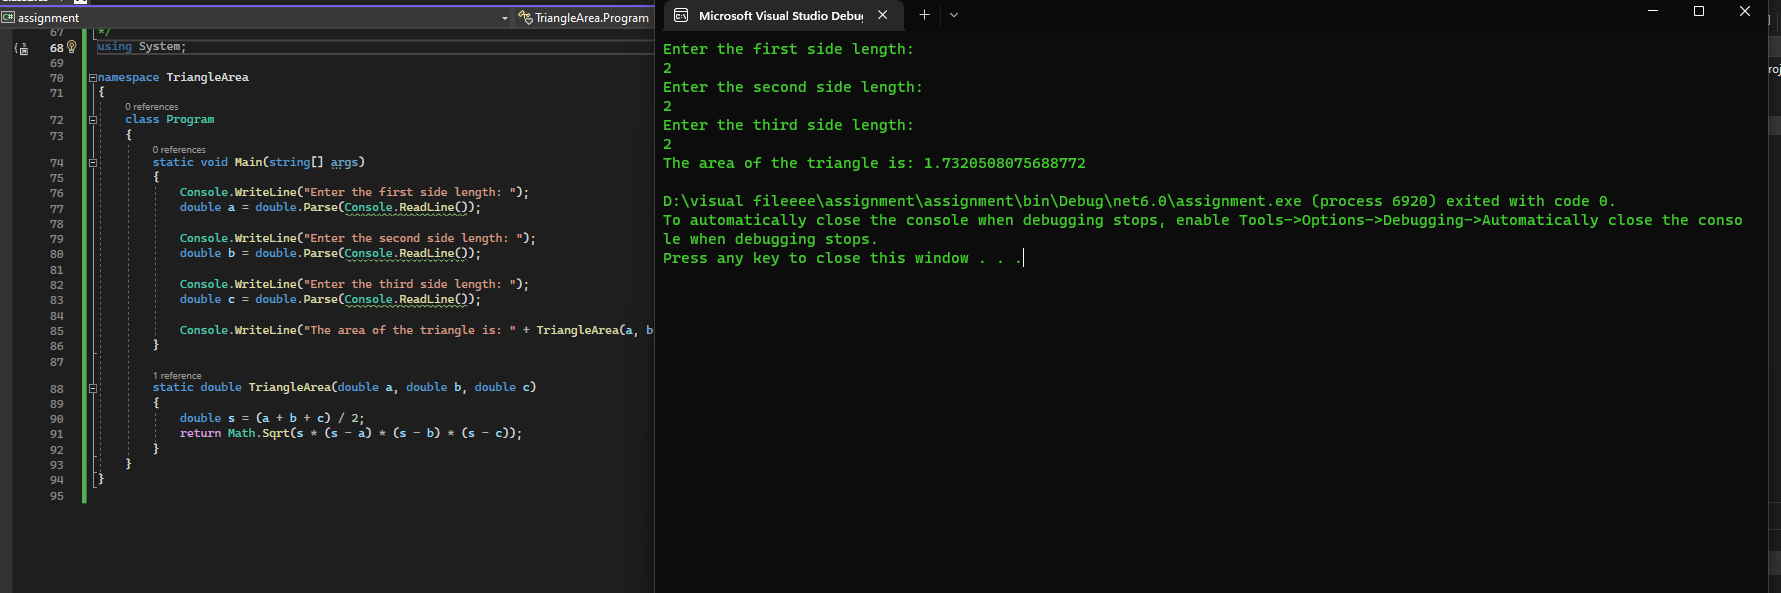 assignment
TriangleArea.Program
67 */
68 using System;
69
70 namespace TriangleArea
71 {
0 references
72 class Program
73 {
0 references
74 static void Main(string[] args)
75 {
76 Console.WriteLine("Enter the first side length: ");
77 double a = double.Parse(Console.ReadLine());
78
79 Console.WriteLine("Enter the second side length: ");
80 double b = double.Parse(Console.ReadLine());
81
82 Console.WriteLine("Enter the third side length: ");
83 double c = double.Parse(Console.ReadLine());
84
85 Console.WriteLine("The area of the triangle is: " + TriangleArea(a, b
86 }
87
1 reference
88 static double TriangleArea(double a, double b, double c)
89 {
90 double s = (a + b + c) / 2;
91 return Math.Sqrt(s * (s - a) * (s - b) * (s - c));
92 }
93 }
94 }
95
Microsoft Visual Studio Debug
Enter the first side length:
2
Enter the second side length:
2
Enter the third side length:
2
The area of the triangle is: 1.7320508075688772
D:\visual fileeee\assignment\assignment\bin\Debug\net6.0\assignment.exe (process 6920) exited with code 0.
To automatically close the console when debugging stops, enable Tools->Options->Debugging->Automatically close the conso
le when debugging stops.
Press any key to close this window . . .